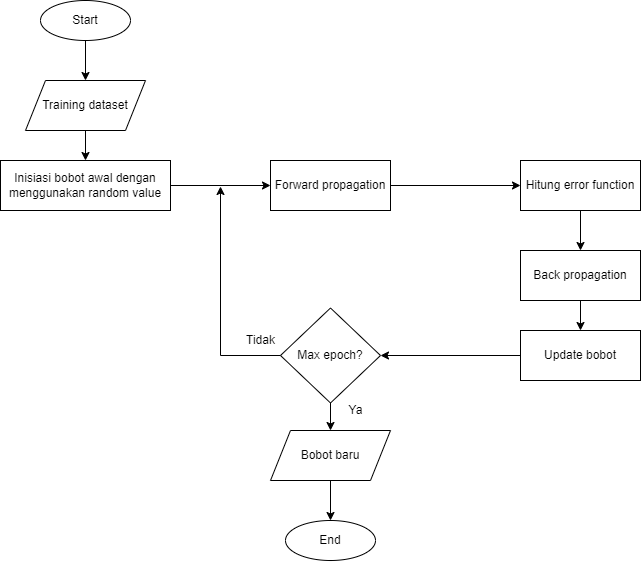 Start
Training dataset
Inisiasi bobot awal dengan
menggunakan random value
Forward propagation
Hitung error function
Back propagation
Update bobot
Max epoch?
Tidak
Ya
Bobot baru
End